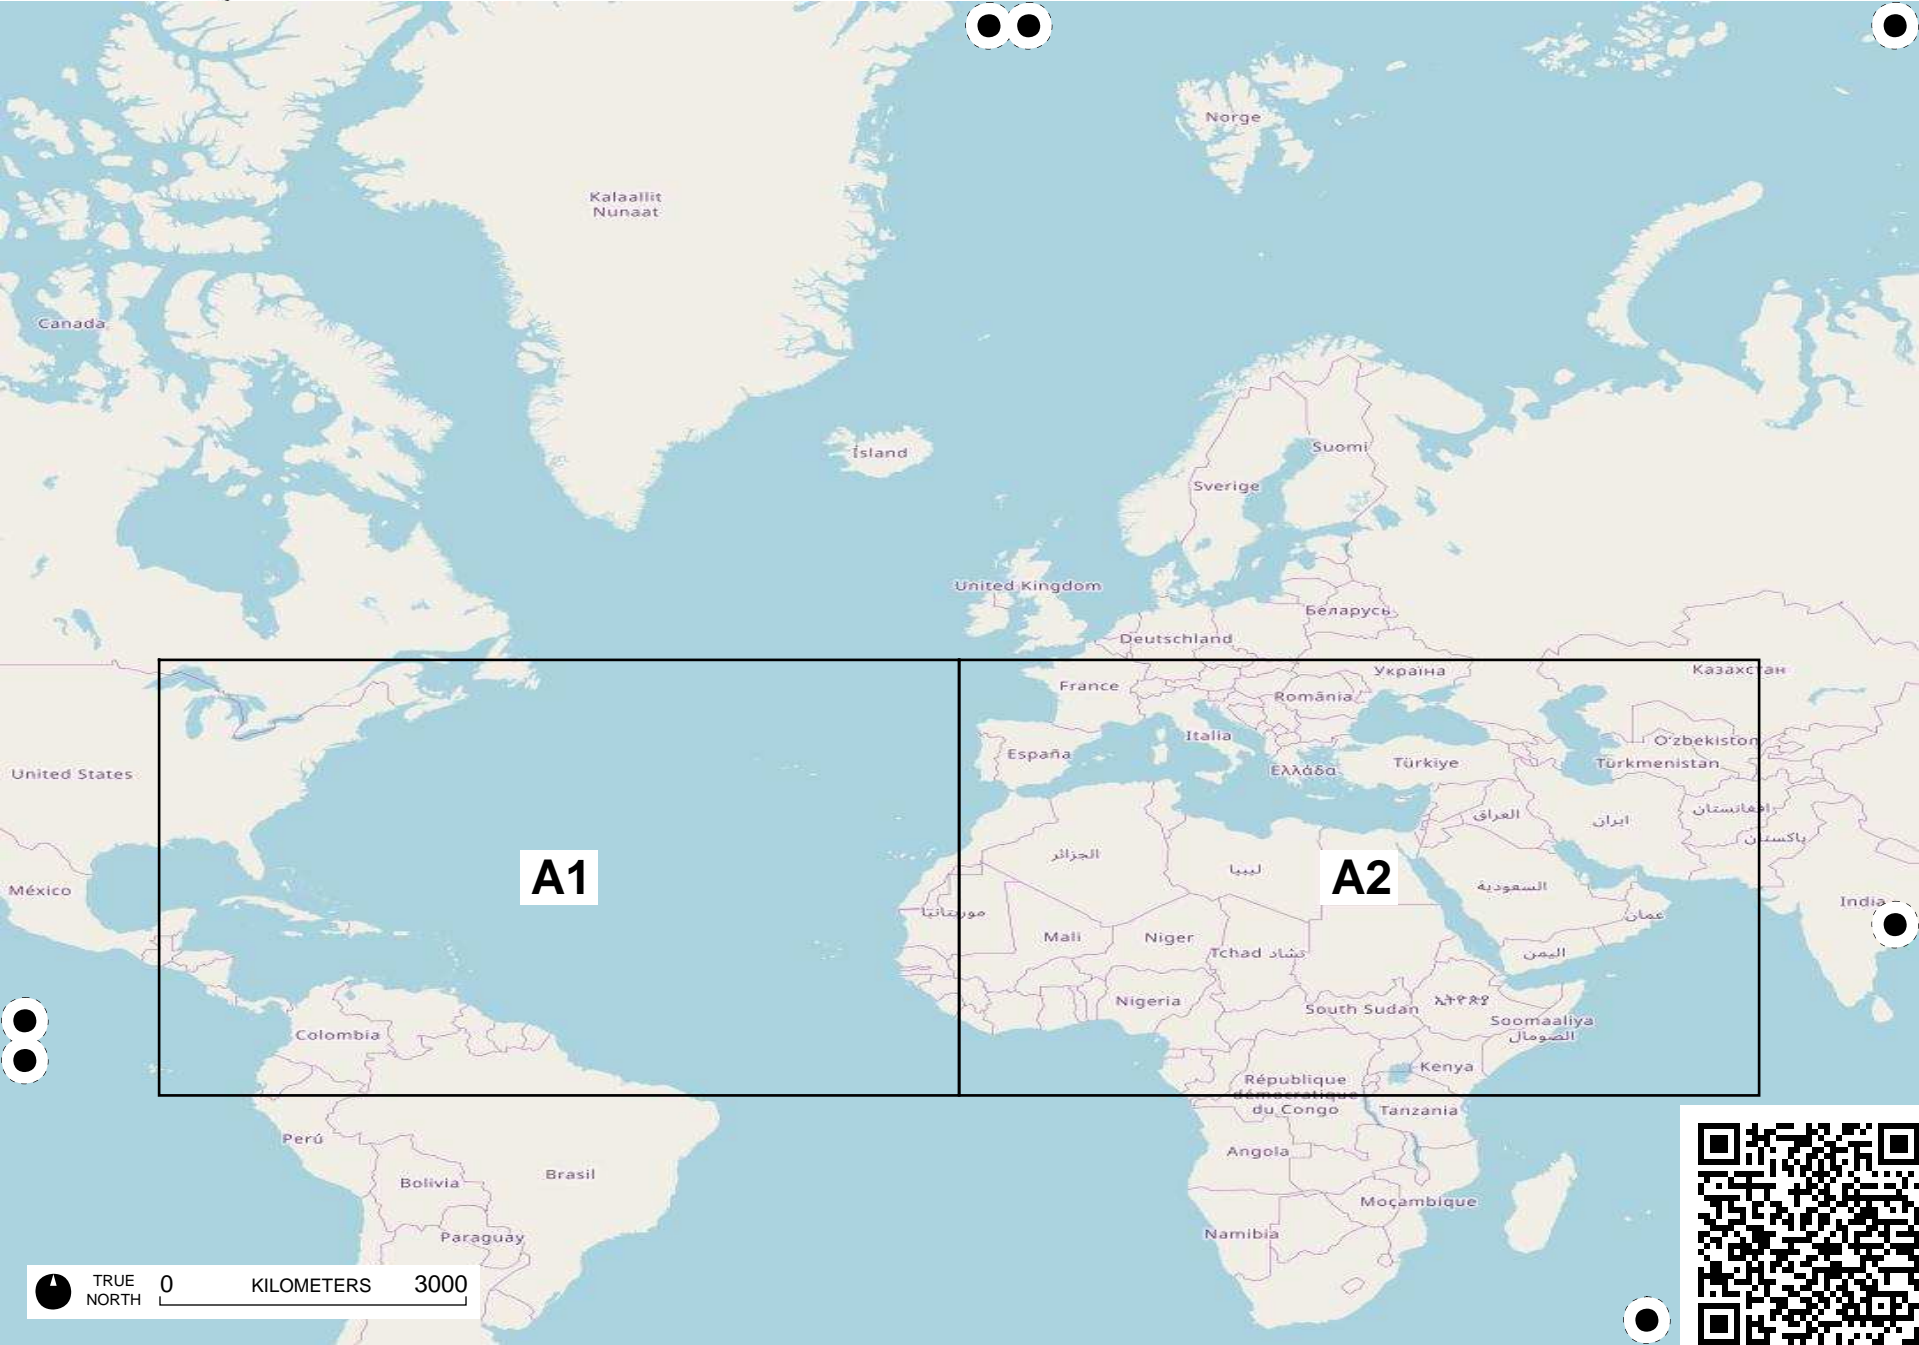 Norge
Kalaallit
Nunaat
Canada
Suomi
Ísland
Sverige
United Kingdom
Беларусь
Deutschland
Україна
Казахстан
France
România
Italia
O'zbekiston
España
Türkiye
Türkmenistan
Ελλάδα
United States
افغانستان
العراق
ایران
پاکستان
الجزائر
A1
ليبيا
A2
México
السعودية
India
موريتانيا
عمان
Mali
Niger
Tchad تشاد
اليمن
Nigeria
South Sudan
ኢትዮጵያ
Soomaaliya
الصومال
Colombia
Kenya
République
démocratique
du Congo
Tanzania
Perú
Angola
Brasil
Bolivia
Moçambique
Paraguay
Namibia
TRUE
NORTH
0 KILOMETERS 3000